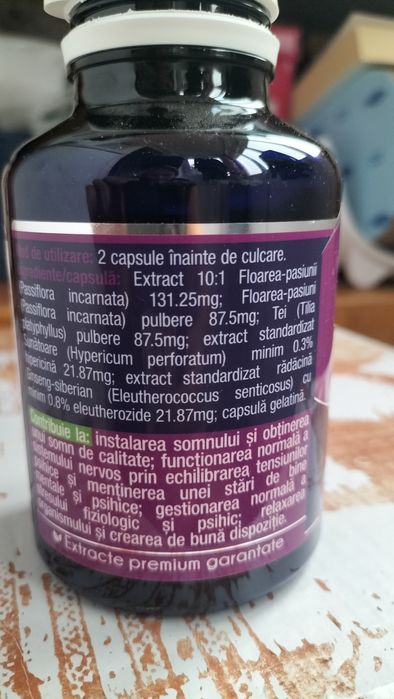 Mod de utilizare: 2 capsule înainte de culcare.
Ingrediente/capsulă: Extract 10:1 Floarea-pasiunii
(Passiflora incarnata) 131.25mg; Floarea-pasiunii
(Passiflora incarnata) pulbere 87.5mg; Tei (Tilia
platyphyllus) pulbere 87.5mg; extract standardizat
Sunătoare (Hypericum perforatum) minim 0.3%
hipericină 21.87mg; extract standardizat rădăcină
Ginseng-siberian (Eleutherococcus senticosus) cu
minim 0.8% eleutherozide 21.87mg; capsulă gelatină.
Contribuie la: instalarea somnului și obținerea
unui somn de calitate; funcționarea normală a
sistemului nervos prin echilibrarea tensiunilor
psihice și menținerea unei stări de bine
mentale și psihice; gestionarea normală a
stresului fiziologic și psihic; relaxarea
organismului și crearea de bună dispoziție.
Extracte premium garantate